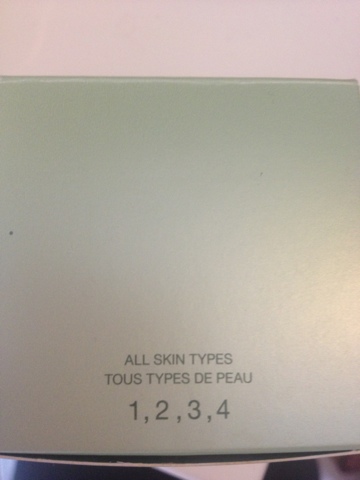 ALL SKIN TYPES
TOUS TYPES DE PEAU
1,2,3,4